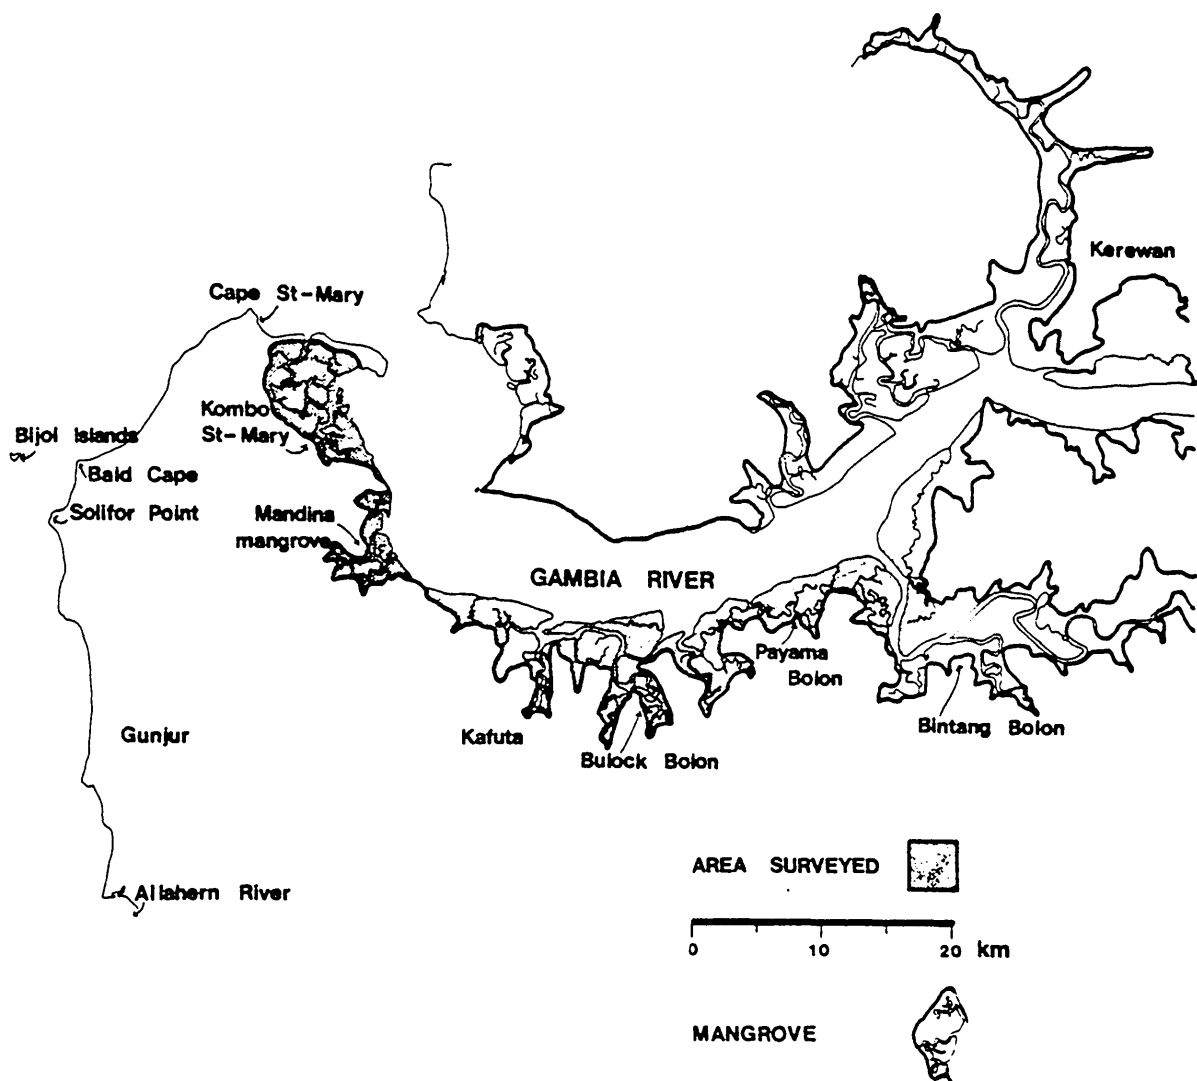 Kerewan
Cape St-Mary
Kombo
St-Mary
Bijol Islands
Bald Cape
Solifor Point
Mandina
mangrove
GAMBIA RIVER
Payama
Bolon
Bintang Bolon
Gunjur
Kafuta
Bulock Bolon
AREA SURVEYED
Allahern River
0 10 20 km
MANGROVE